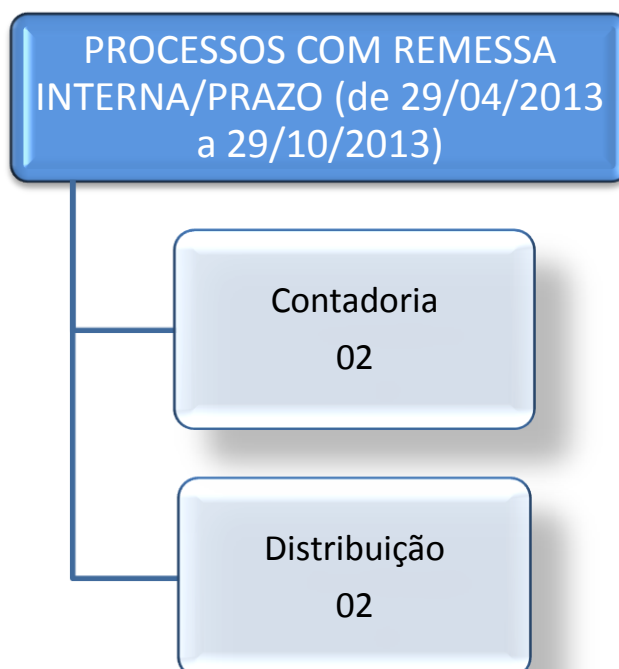 PROCESSOS COM REMESSA
INTERNA/PRAZO (de 29/04/2013
a 29/10/2013)
Contadoria
02
Distribuição
02